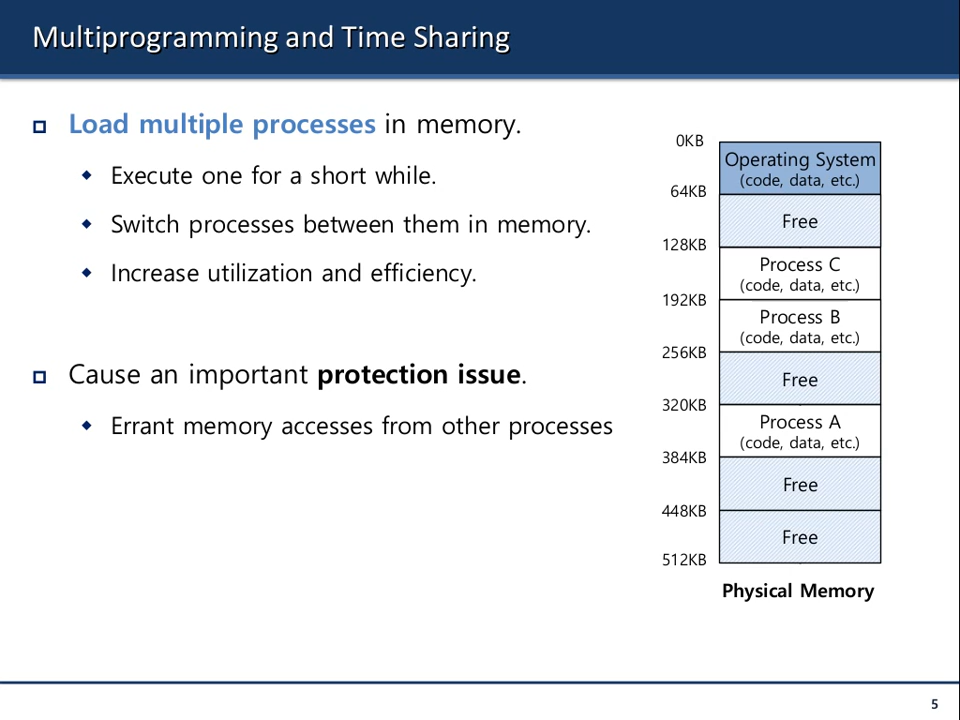 Multiprogramming and Time Sharing
Load multiple processes in memory.
Execute one for a short while.
Switch processes between them in memory.
Increase utilization and efficiency.
Cause an important protection issue.
Errant memory accesses from other processes
0KB
Operating System
(code, data, etc.)
64KB
Free
128KB
Process C
(code, data, etc.)
192KB
Process B
(code, data, etc.)
256KB
Free
320KB
Process A
(code, data, etc.)
384KB
Free
448KB
Free
512KB
Physical Memory
5